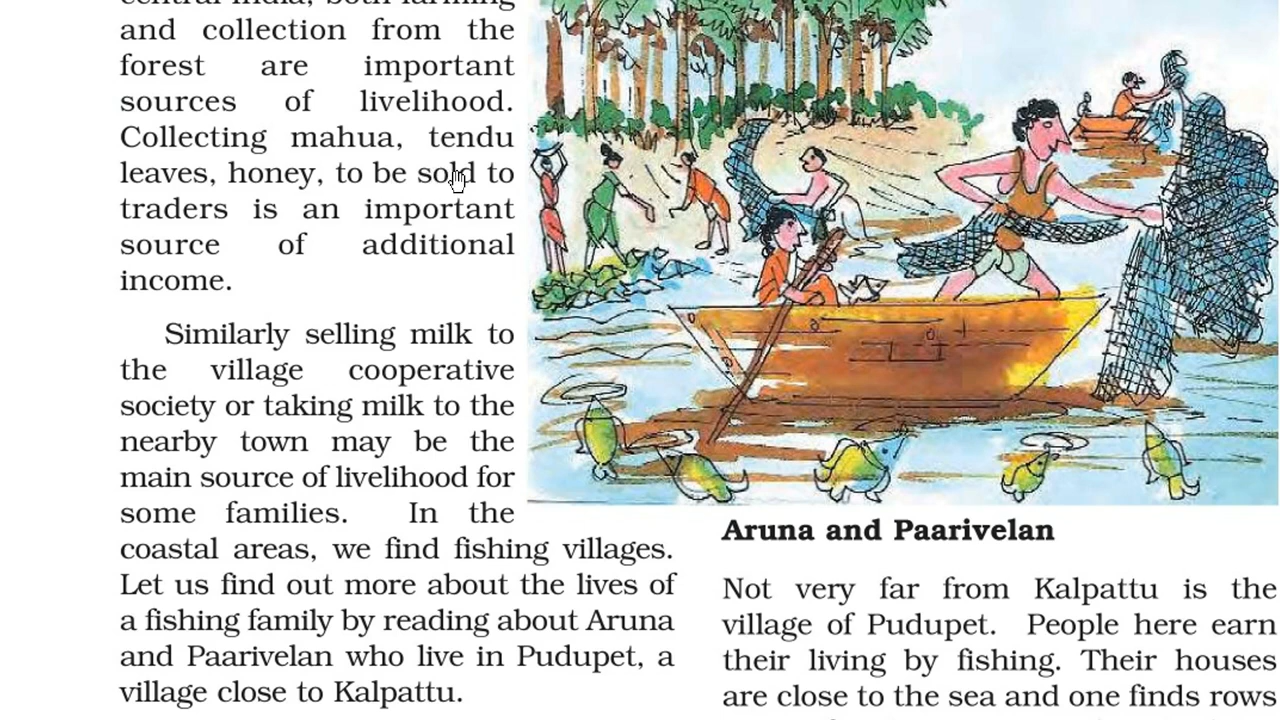 central India, both farming
and collection from the
forest are important
sources of livelihood.
Collecting mahua, tendu
leaves, honey, to be sold to
traders is an important
source of additional
income.
Similarly selling milk to
the village cooperative
society or taking milk to the
nearby town may be the
main source of livelihood for
some families. In the
coastal areas, we find fishing villages.
Let us find out more about the lives of
a fishing family by reading about Aruna
and Paarivelan who live in Pudupet, a
village close to Kalpattu.
Aruna and Paarivelan
Not very far from Kalpattu is the
village of Pudupet. People here earn
their living by fishing. Their houses
are close to the sea and one finds rows